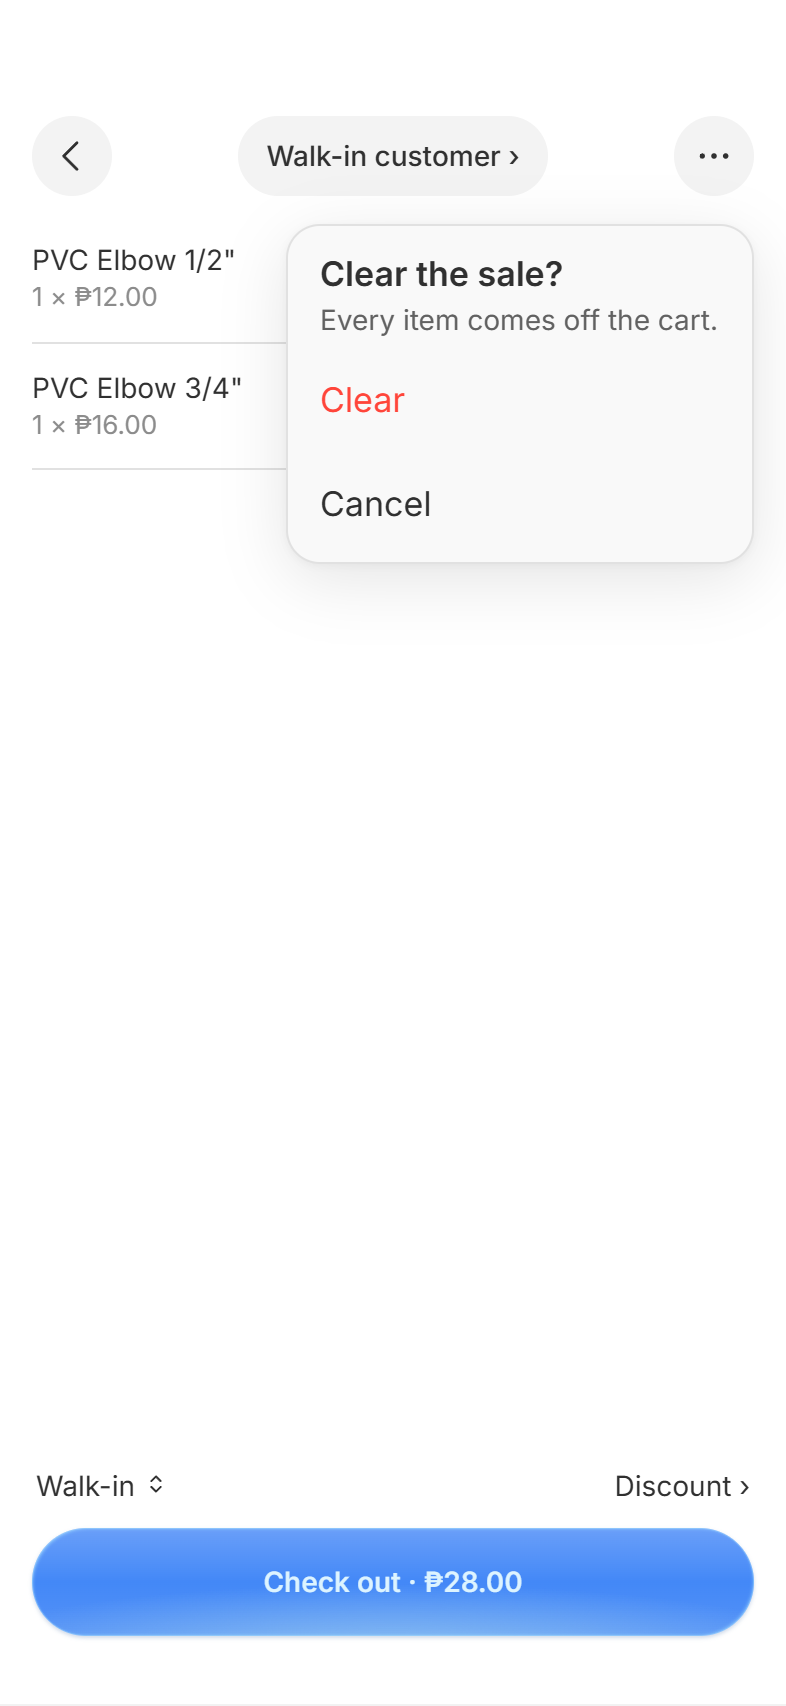 Walk-in customer ›
PVC Elbow 1/2"
1 × ₱12.00
PVC Elbow 3/4"
1 × ₱16.00
Clear the sale?
Every item comes off the cart.
Clear
Cancel
Walk-in
Discount ›
Check out · ₱28.00